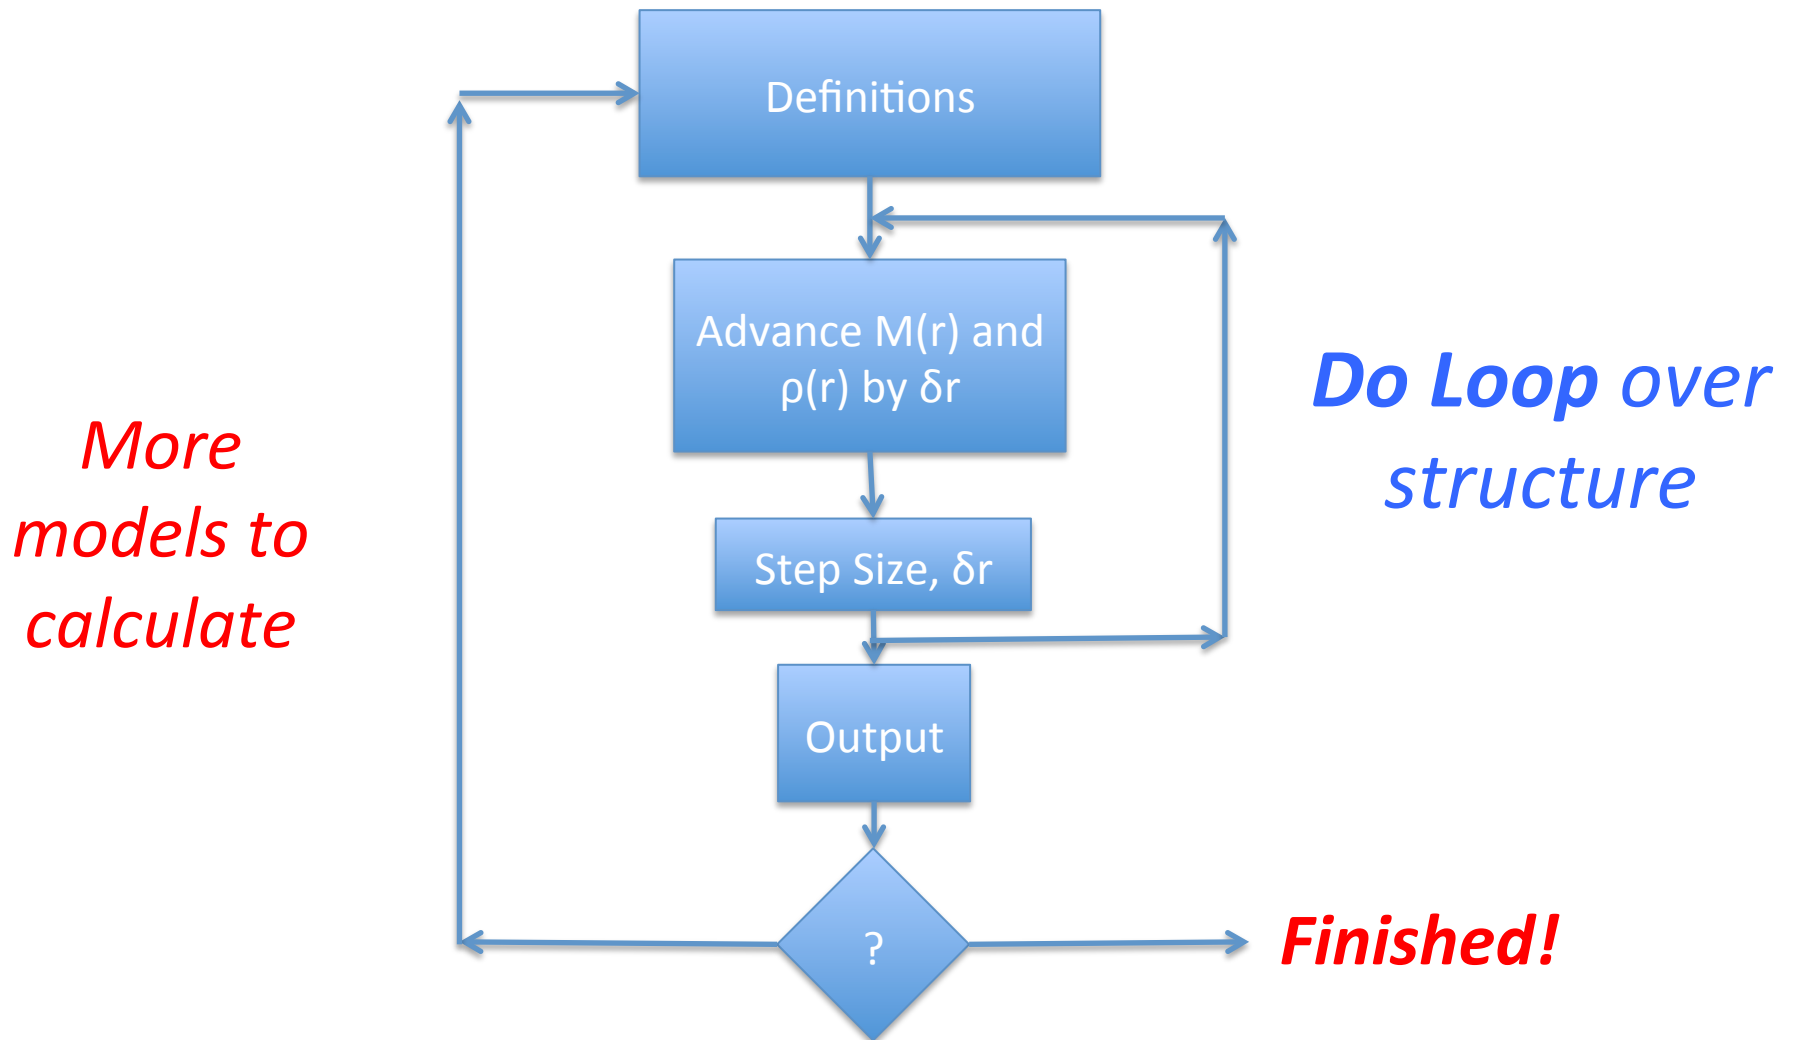 Definitions
Advance M(r) and
ρ(r) by δr
Do Loop over
structure
More
models to
calculate
Step Size, δr
Output
?
Finished!